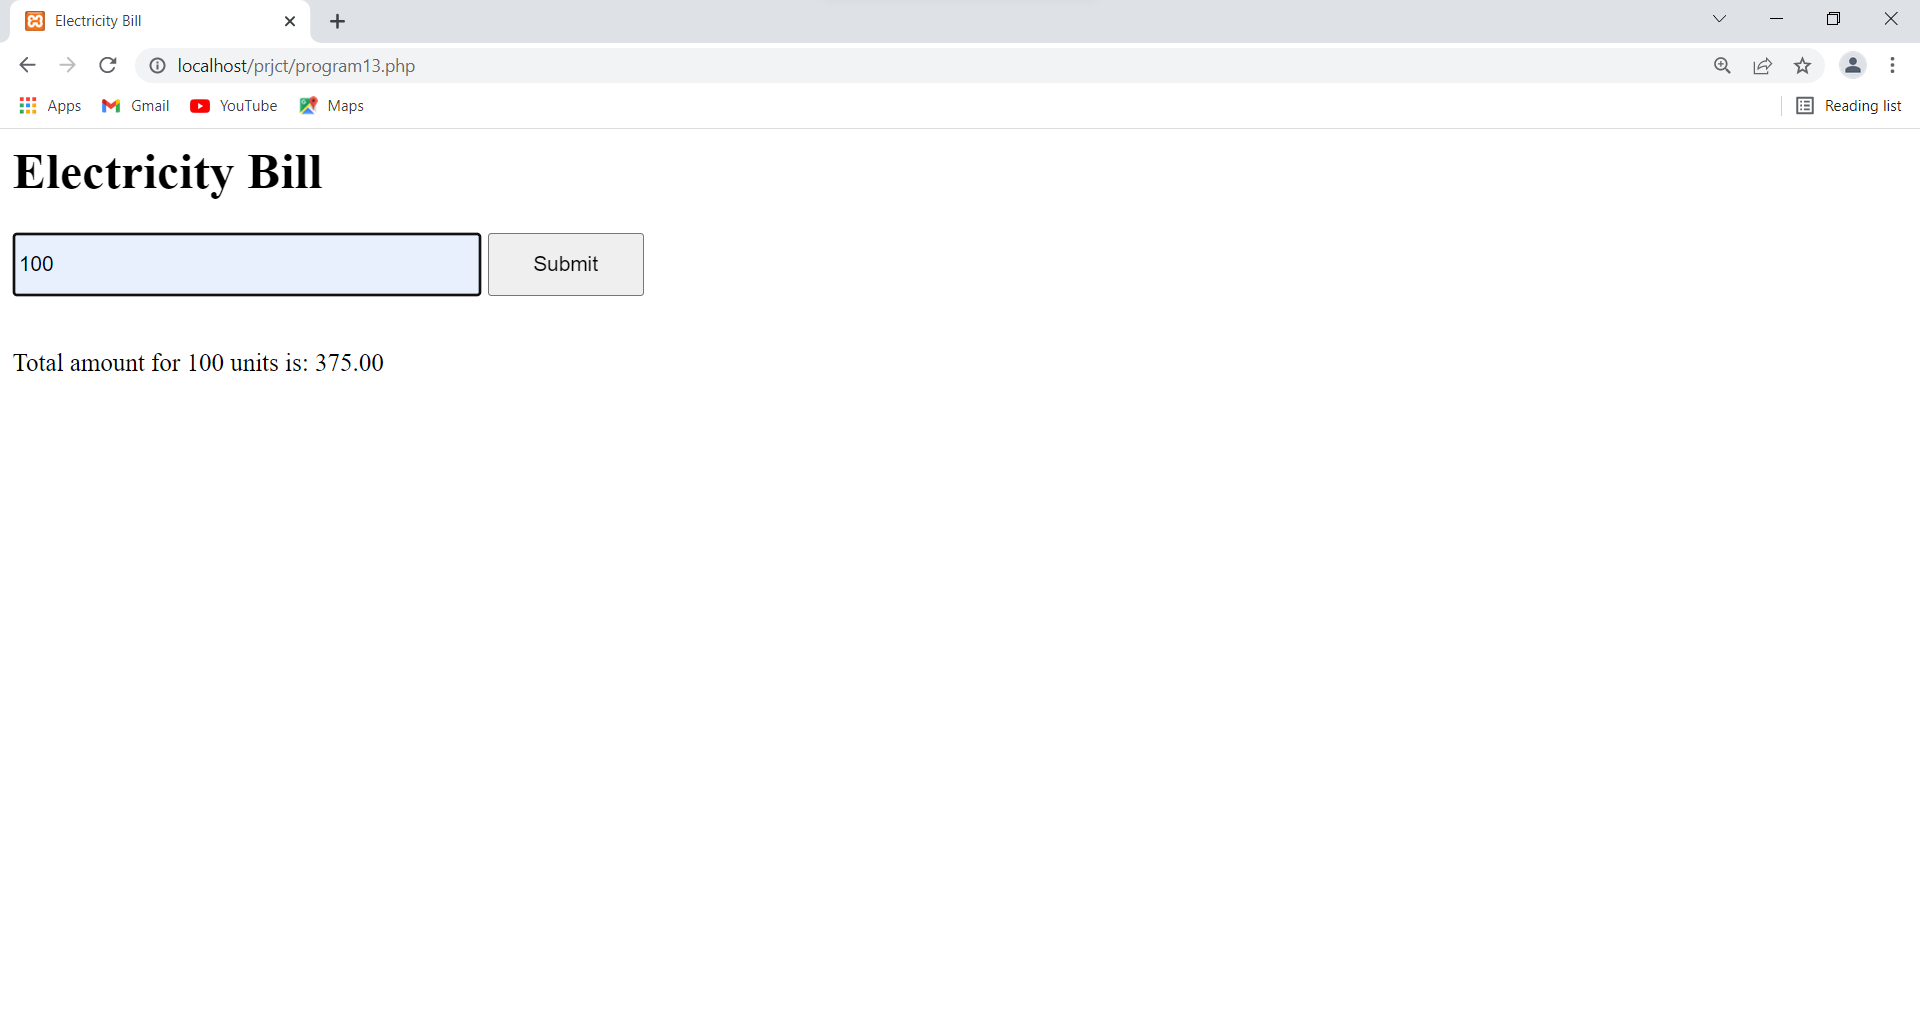 Electricity Bill
localhost/prjct/program13.php
Apps Gmail YouTube Maps Reading list
Electricity Bill
100 Submit
Total amount for 100 units is: 375.00